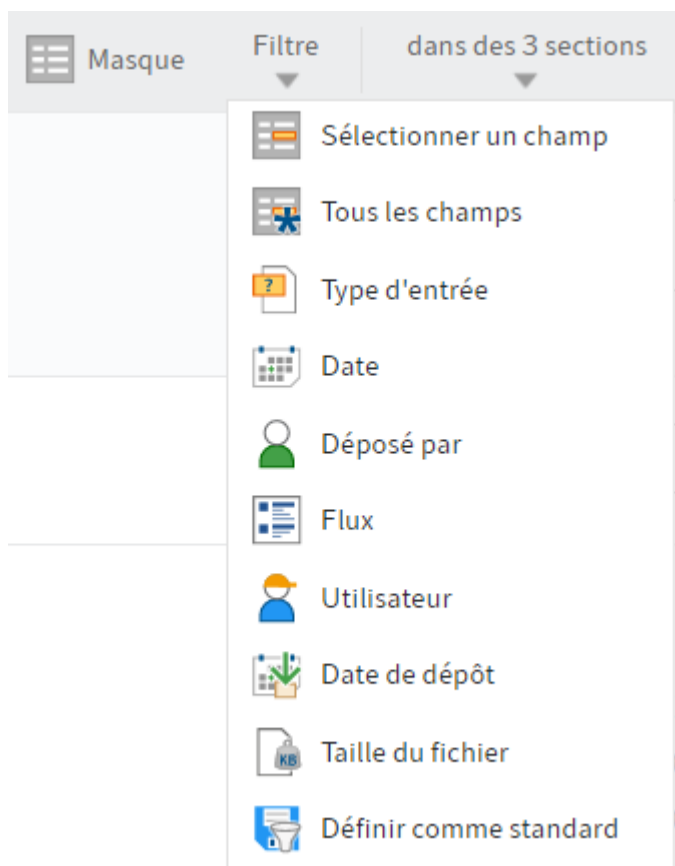 Masque
Filtre
dans des 3 sections
Sélectionner un champ
Tous les champs
?
Type d'entrée
Date
Déposé par
Flux
Utilisateur
Date de dépôt
KB
Taille du fichier
Définir comme standard